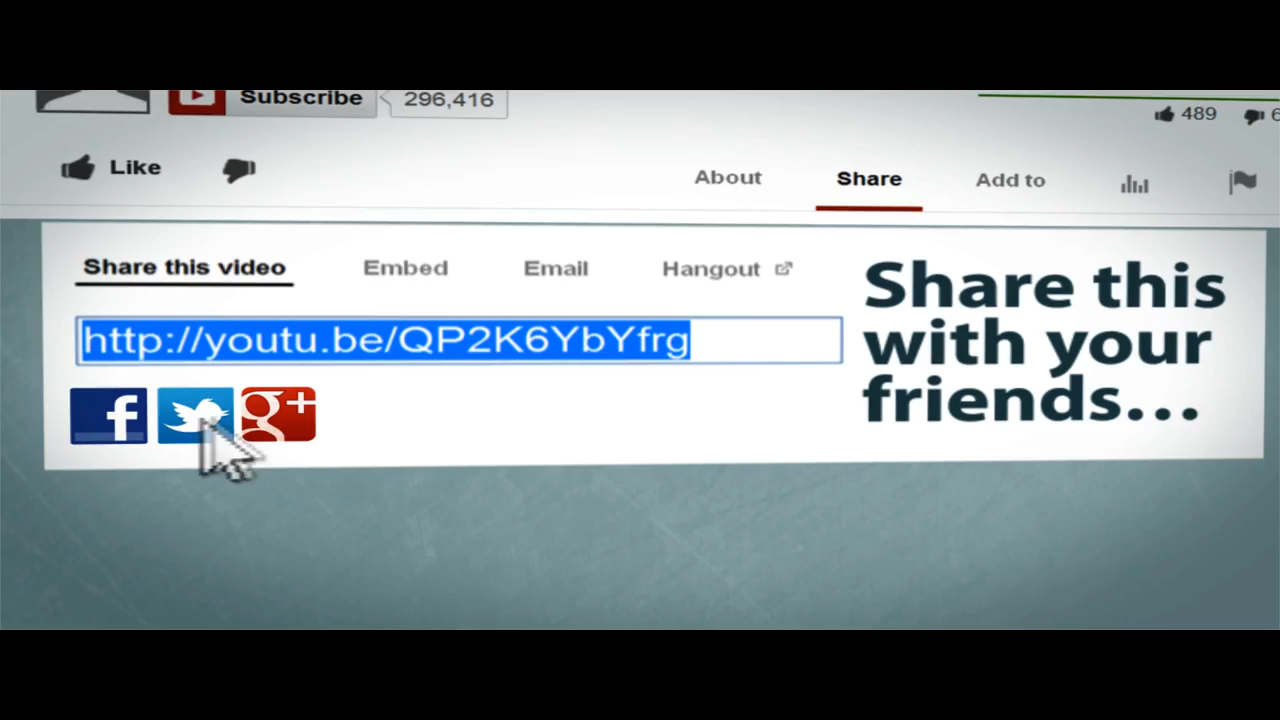 Subscribe 296,416
489 6
Like
About Share Add to
Share this video Embed Email Hangout
http://youtu.be/QP2K6YbYfrg
f g+
Share this
with your
friends...